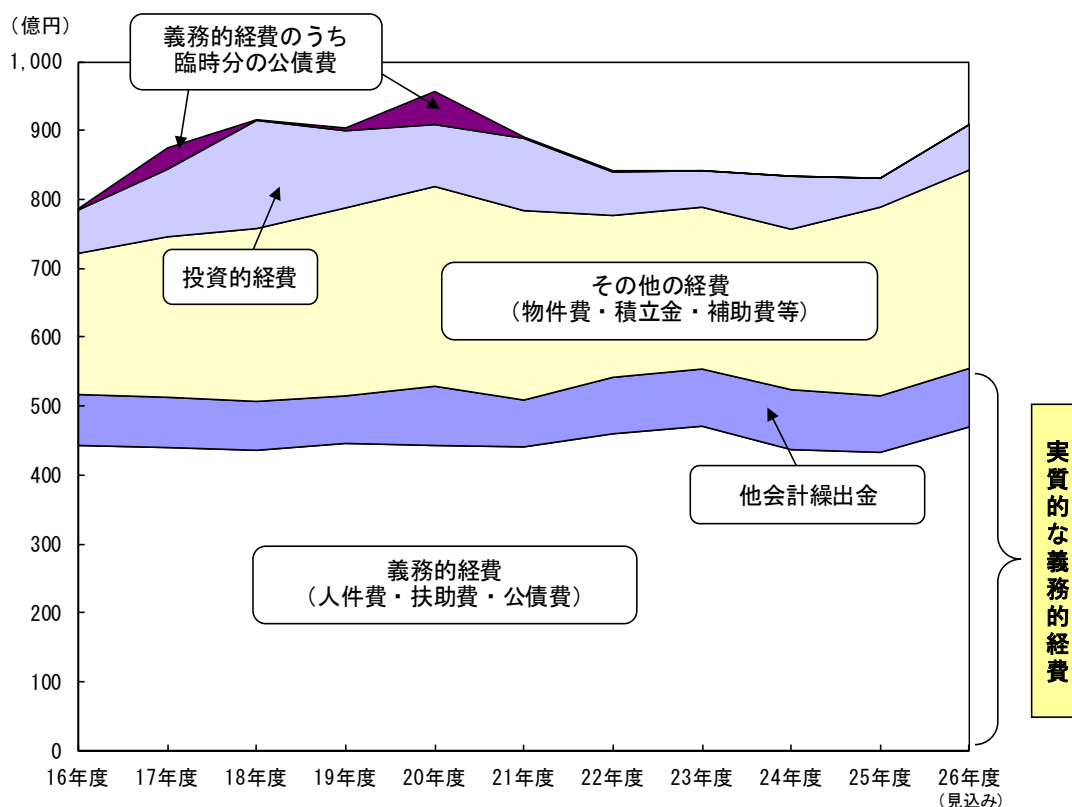 （億円）
1,000
900
800
700
600
500
400
300
200
100
0
義務的経費のうち
臨時分の公債費
投資的経費
その他の経費
（物件費・積立金・補助費等）
他会計繰出金
義務的経費
（人件費・扶助費・公債費）
実質的な義務的経費
16年度 17年度 18年度 19年度 20年度 21年度 22年度 23年度 24年度 25年度 26年度
（見込み）